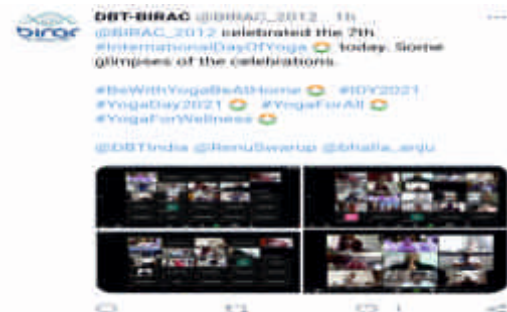 birac
DBT-BIRAC @BIRAC_2012 1h
@BIRAC_2012 celebrated the 7th
#InternationalDayOfYoga today. Some
glimpses of the celebrations.
#BeWithYogaBeAtHome #IDY2021
#YogaDay2021 #YogaForAll
#YogaForWellness
@DBTIndia @RenuSwarup @bhalla_anju